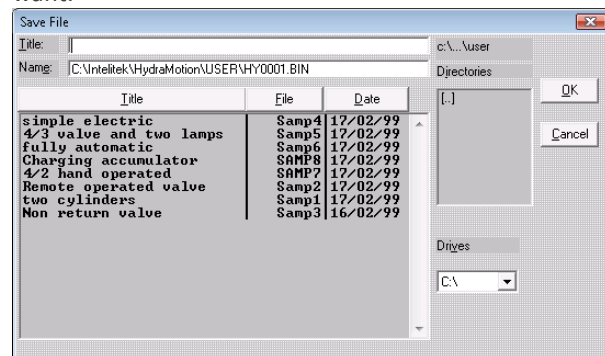 Save File
Title:
c:\...\user
Name: C:\Intelitek\HydraMotion\USER\HY0001.BIN
Directories
Title File Date
[..]
OK
simple electric Samp4 17/02/99
4/3 valve and two lamps Samp5 17/02/99
fully automatic Samp6 17/02/99
Cancel
Charging accumulator SAMP8 17/02/99
4/2 hand operated SAMP7 17/02/99
Remote operated valve Samp2 17/02/99
two cylinders Samp1 17/02/99
Non return valve Samp3 16/02/99
Drives
C:\